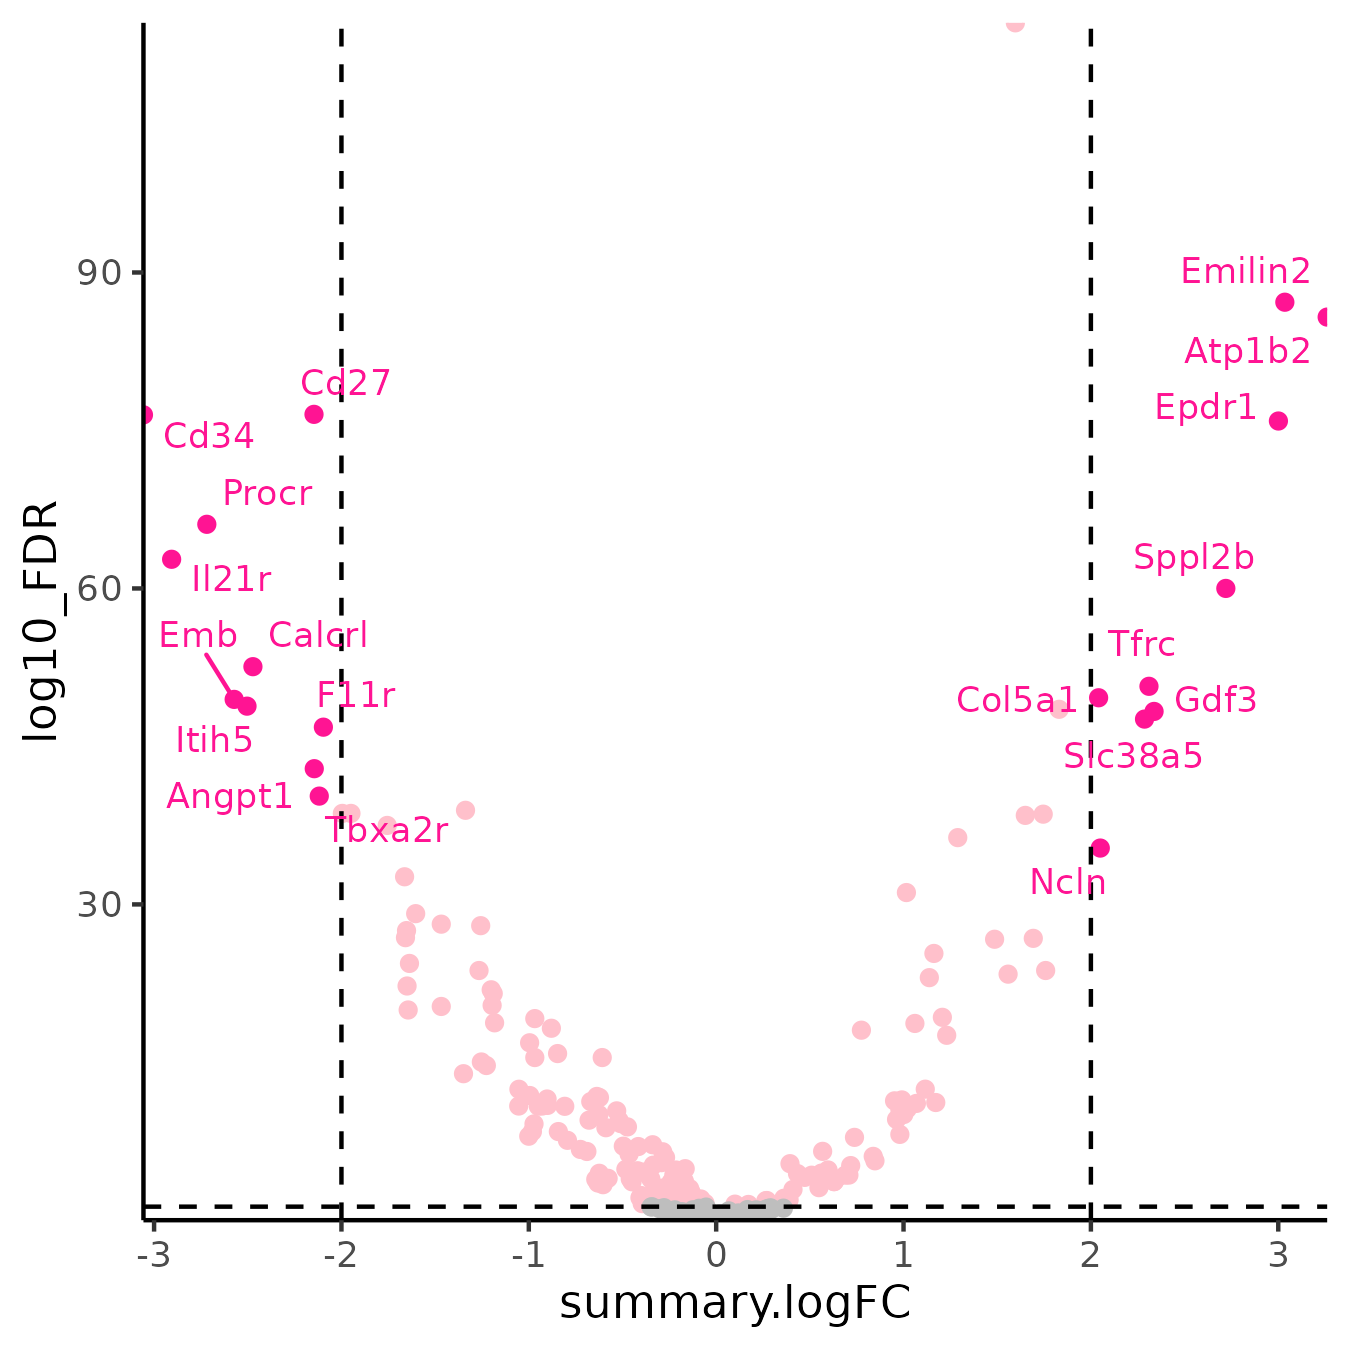 Emilin2
90
Atp1b2
Cd27
Epdr1
Cd34
Procr
Sppl2b
Il21r
60
log10_FDR
Emb
Calcrl
Tfrc
F11r
Col5a1
Gdf3
Itih5
Slc38a5
Angpt1
Tbxa2r
Ncln
30
-3 -2 -1 0 1 2 3
summary.logFC